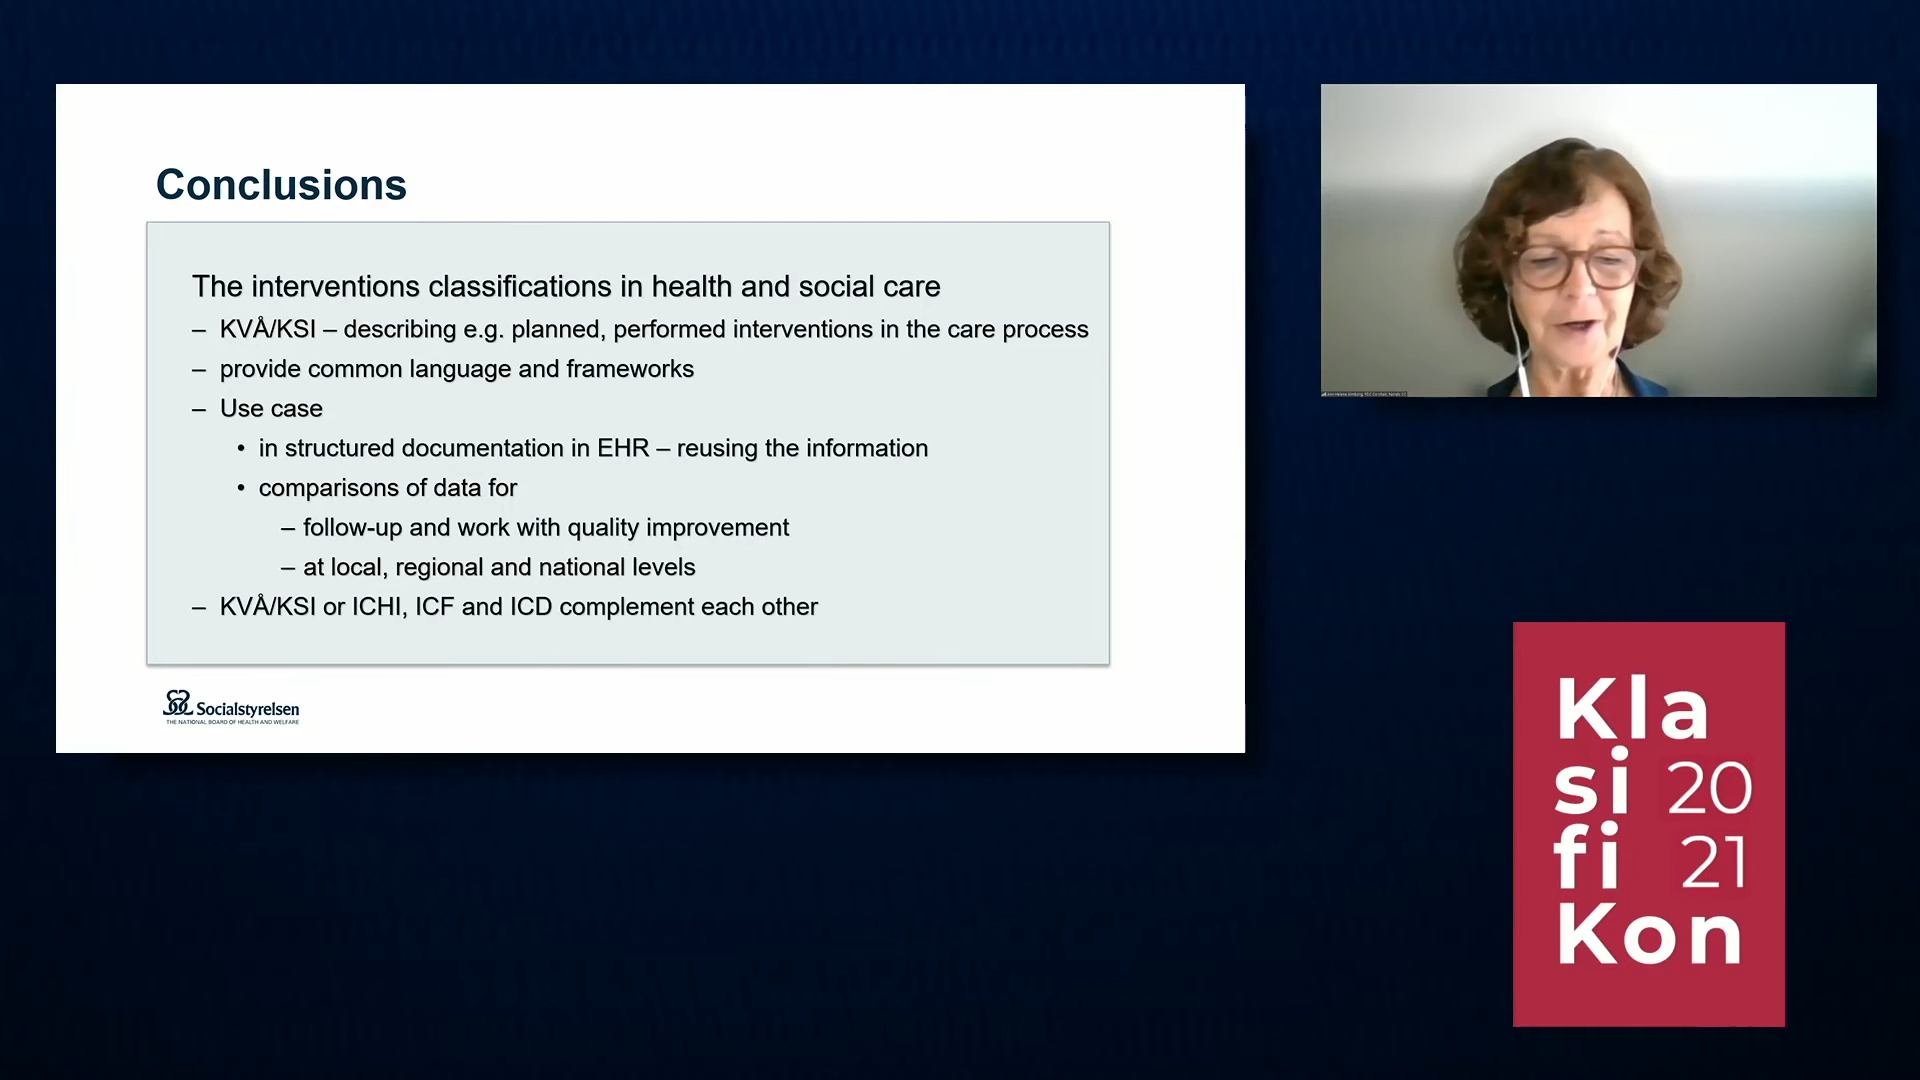 Conclusions
The interventions classifications in health and social care
– KVÅ/KSI – describing e.g. planned, performed interventions in the care process
– provide common language and frameworks
– Use case
• in structured documentation in EHR – reusing the information
• comparisons of data for
– follow-up and work with quality improvement
– at local, regional and national levels
– KVÅ/KSI or ICHI, ICF and ICD complement each other
Socialstyrelsen
THE NATIONAL BOARD OF HEALTH AND WELFARE
Kla
si 20
fi 21
Kon